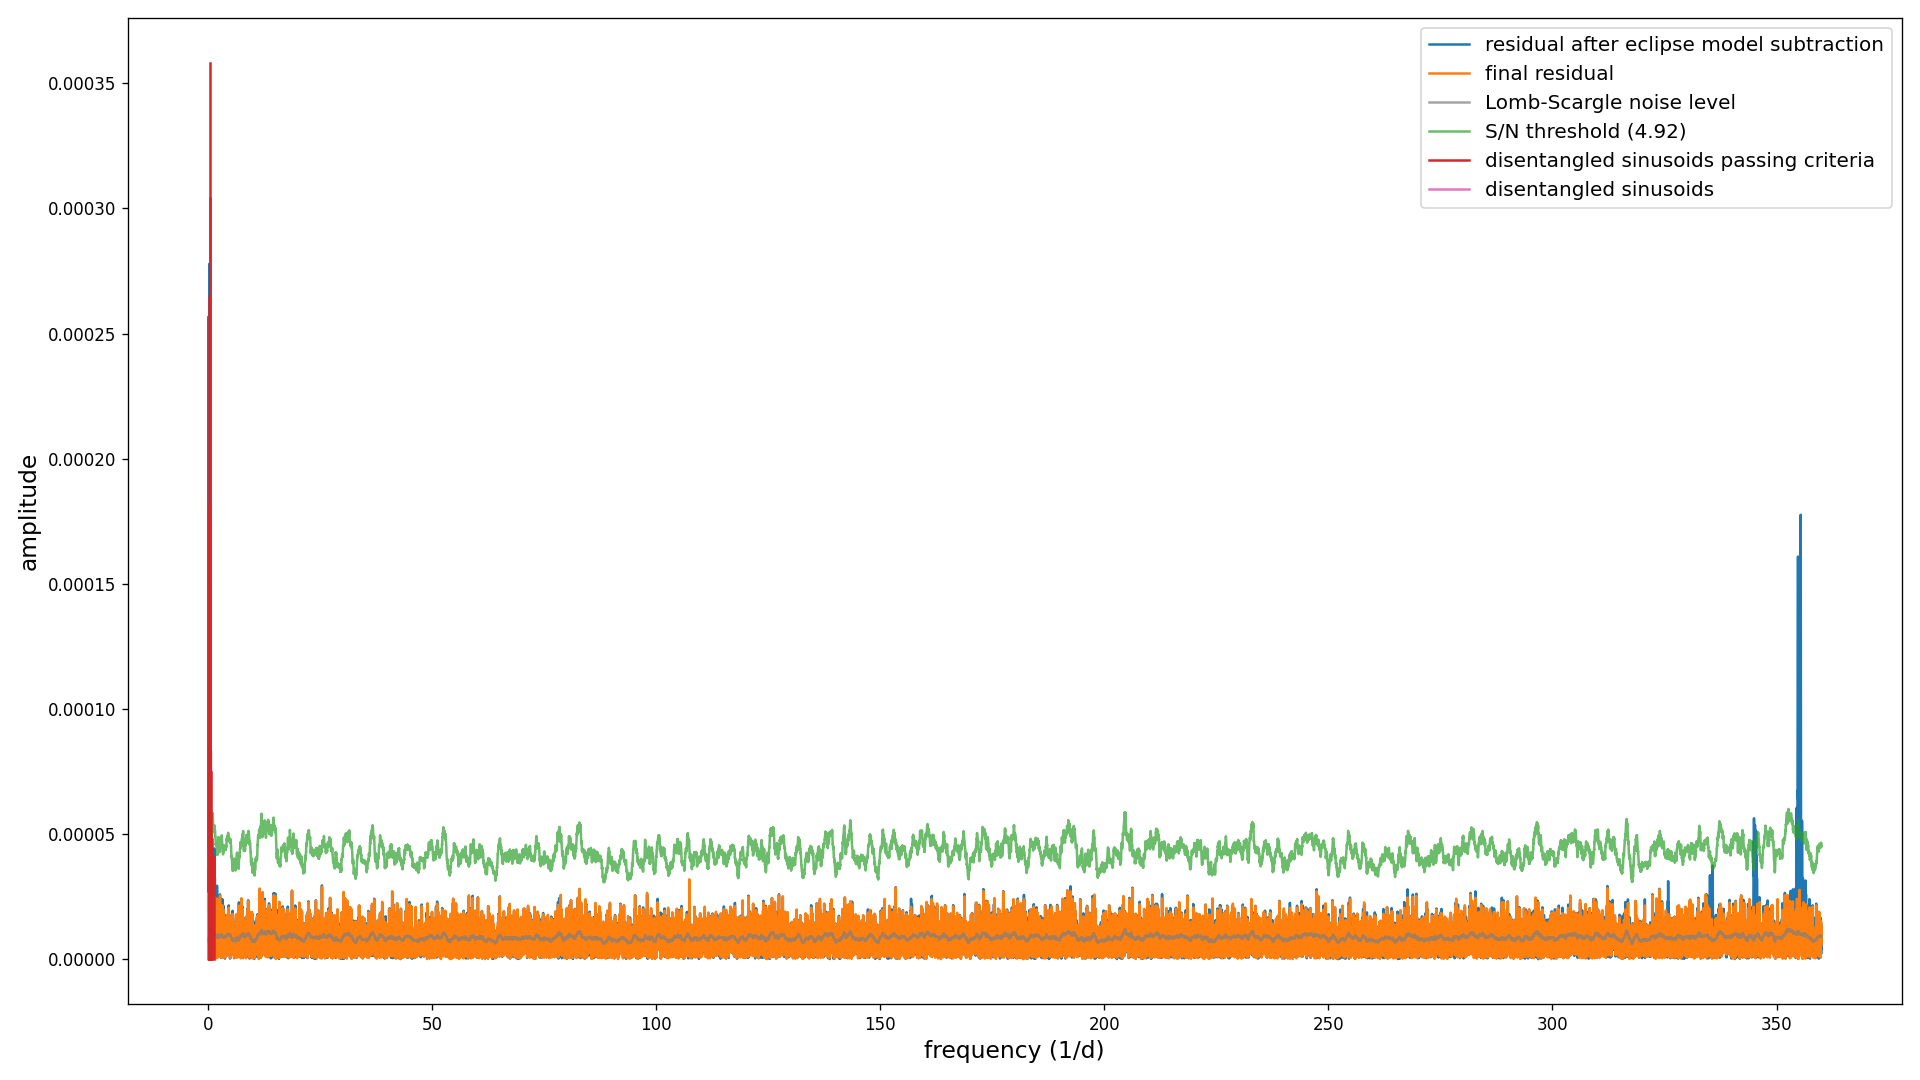 residual after eclipse model subtraction
final residual
Lomb-Scargle noise level
S/N threshold (4.92)
disentangled sinusoids passing criteria
disentangled sinusoids
amplitude
0.00035
0.00030
0.00025
0.00020
0.00015
0.00010
0.00005
0.00000
0 50 100 150 200 250 300 350
frequency (1/d)